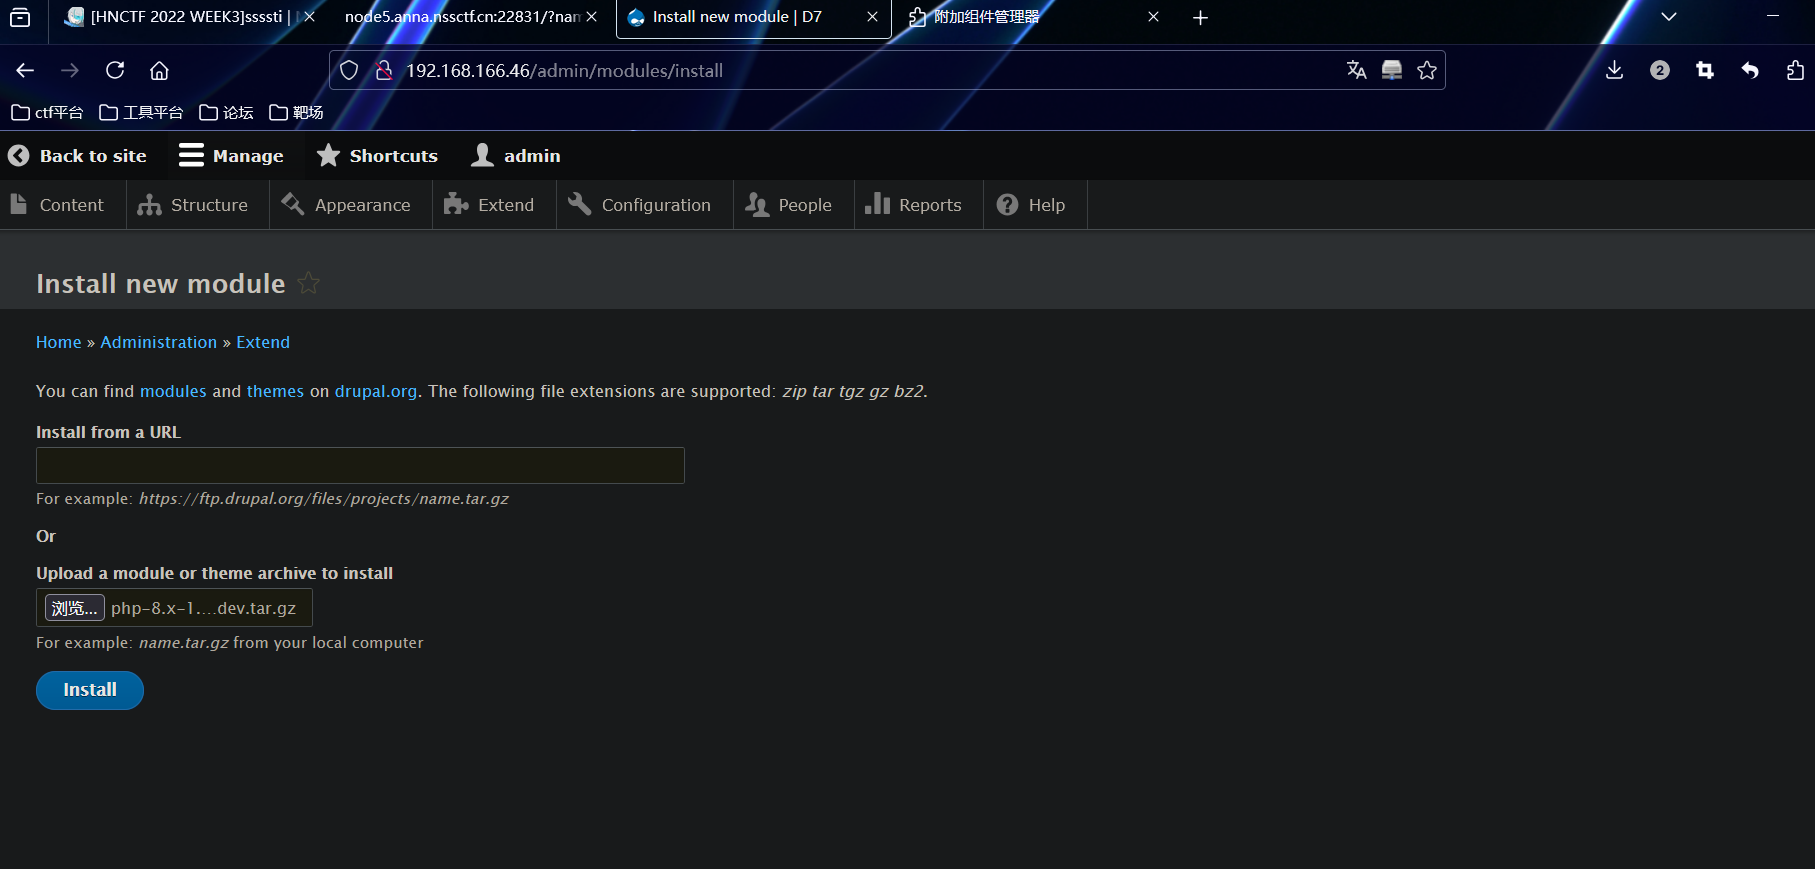 [HNCTF 2022 WEEK3]ssssti |
node5.anna.nssctf.cn:22831/?nam
Install new module | D7
附加组件管理器
192.168.166.46/admin/modules/install
2
ctf平台 工具平台 论坛 靶场
Back to site Manage Shortcuts admin
Content Structure Appearance Extend Configuration People Reports Help
Install new module
Home » Administration » Extend
You can find modules and themes on drupal.org. The following file extensions are supported: zip tar tgz gz bz2.
Install from a URL
For example: https://ftp.drupal.org/files/projects/name.tar.gz
Or
Upload a module or theme archive to install
浏览... php-8.x-1.…dev.tar.gz
For example: name.tar.gz from your local computer
Install